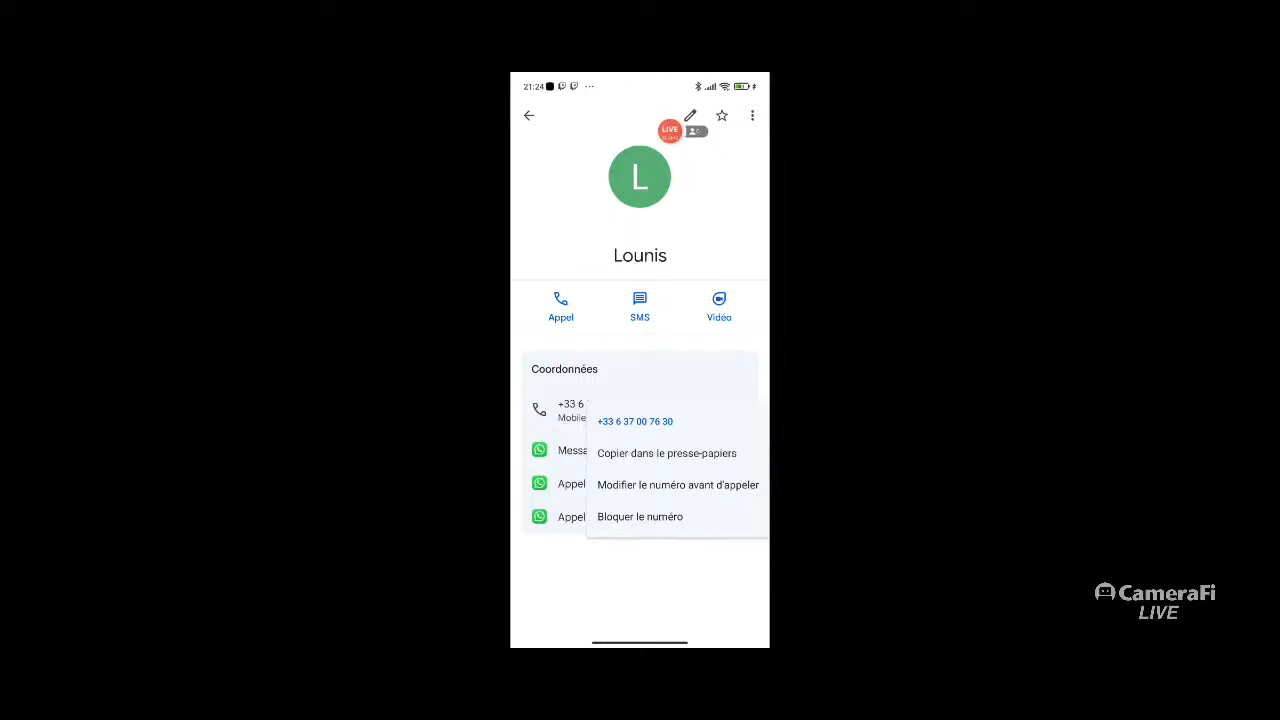 21:24
LIVE
L
Lounis
Appel
SMS
Vidéo
Coordonnées
+33 6
Mobile
+33 6 37 00 76 30
Messa
Copier dans le presse-papiers
Appel
Modifier le numéro avant d'appeler
Appel
Bloquer le numéro
CameraFi
LIVE